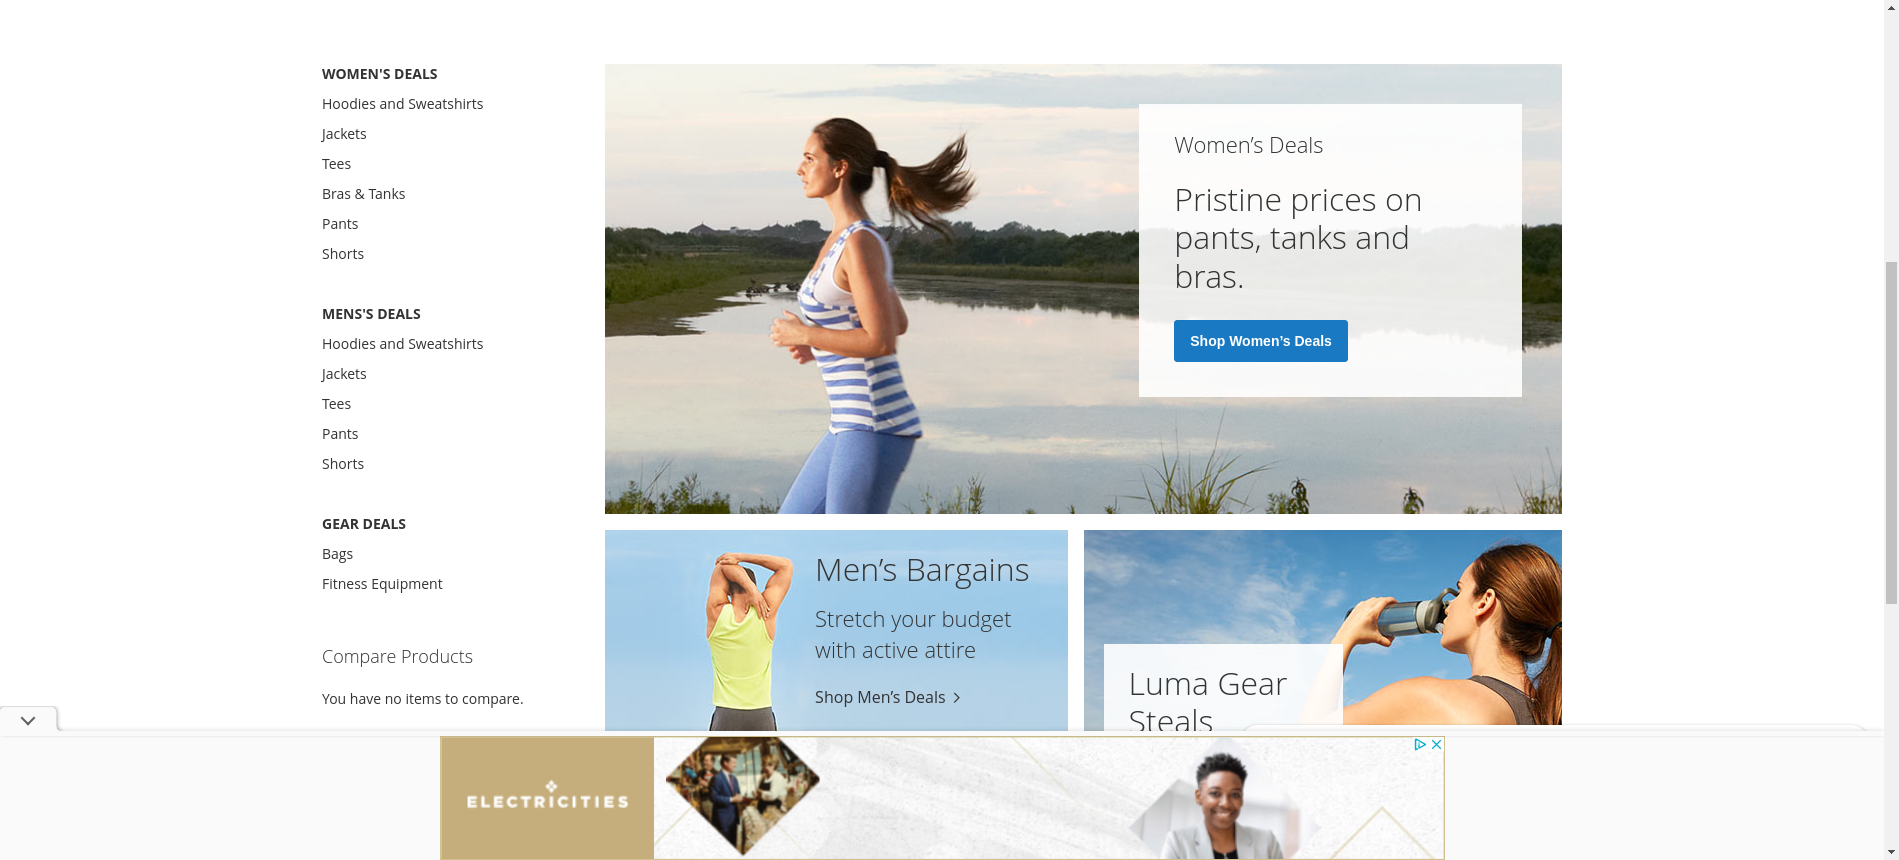 WOMEN'S DEALS
Hoodies and Sweatshirts
Jackets
Tees
Bras & Tanks
Pants
Shorts
MENS'S DEALS
Hoodies and Sweatshirts
Jackets
Tees
Pants
Shorts
GEAR DEALS
Bags
Fitness Equipment
Compare Products
You have no items to compare.
Women’s Deals
Pristine prices on
pants, tanks and
bras.
Shop Women’s Deals
Men’s Bargains
Stretch your budget
with active attire
Shop Men’s Deals
Luma Gear
Steals
ELECTRICITIES